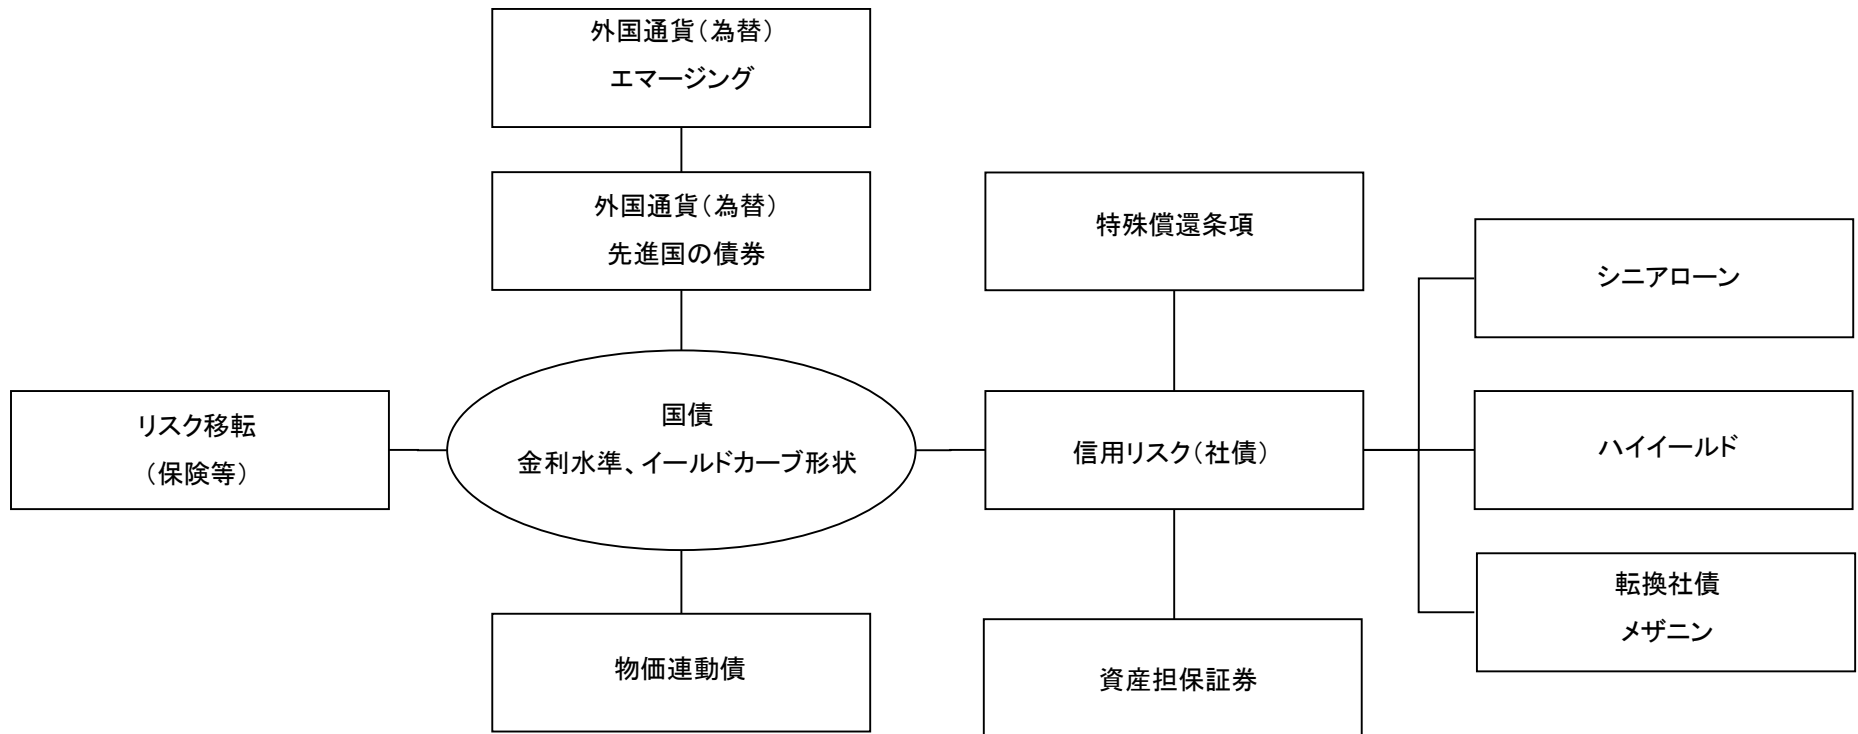 外国通貨（為替）
エマージング
外国通貨（為替）
先進国の債券
特殊償還条項
シニアローン
リスク移転
（保険等）
国債
金利水準、イールドカーブ形状
信用リスク（社債）
ハイイールド
物価連動債
資産担保証券
転換社債
メザニン